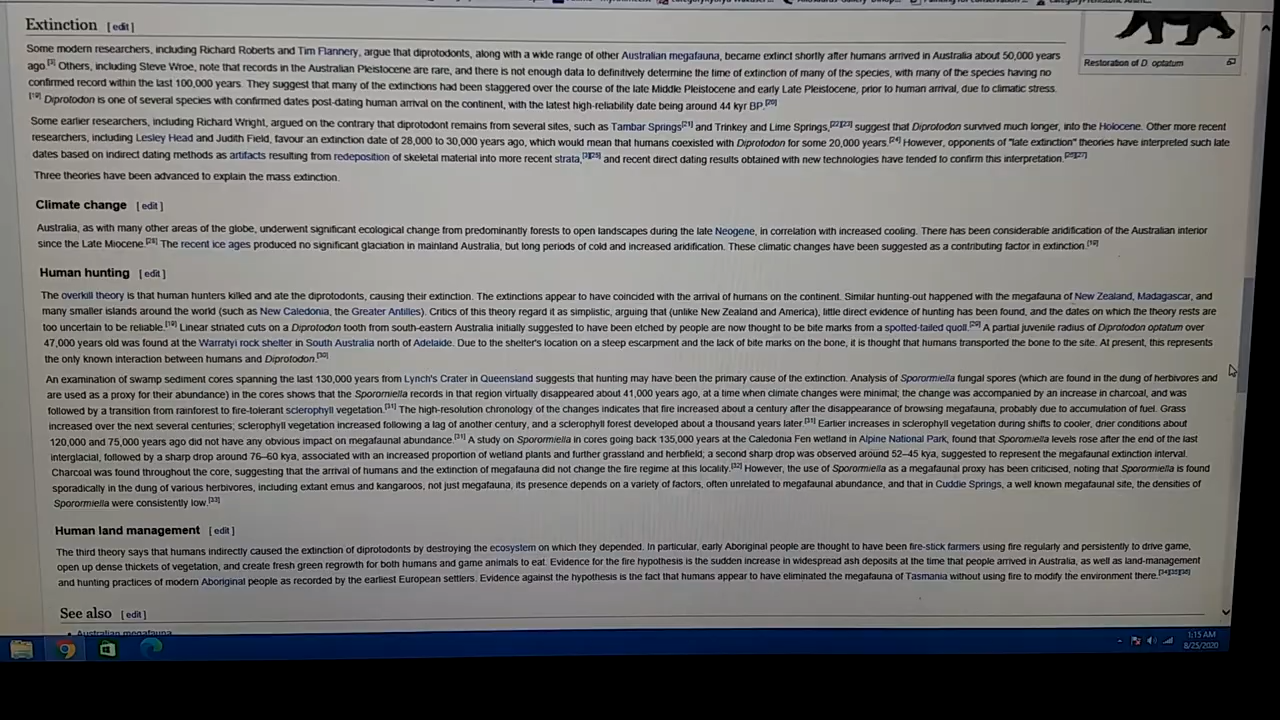 Extinction [edit]
Restoration of D. optatum
Some modern researchers, including Richard Roberts and Tim Flannery, argue that diprotodonts, along with a wide range of other Australian megafauna, became extinct shortly after humans arrived in Australia about 50,000 years
ago.[3] Others, including Steve Wroe, note that records in the Australian Pleistocene are rare, and there is not enough data to definitively determine the time of extinction of many of the species, with many of the species having no
confirmed record within the last 100,000 years. They suggest that many of the extinctions had been staggered over the course of the late Middle Pleistocene and early Late Pleistocene, prior to human arrival, due to climatic stress.
[19] Diprotodon is one of several species with confirmed dates post-dating human arrival on the continent, with the latest high-reliability date being around 44 kyr BP.[20]
Some earlier researchers, including Richard Wright, argued on the contrary that diprotodont remains from several sites, such as Tambar Springs[21] and Trinkey and Lime Springs,[22][23] suggest that Diprotodon survived much longer, into the Holocene. Other more recent
researchers, including Lesley Head and Judith Field, favour an extinction date of 28,000 to 30,000 years ago, which would mean that humans coexisted with Diprotodon for some 20,000 years.[24] However, opponents of "late extinction" theories have interpreted such late
dates based on indirect dating methods as artifacts resulting from redeposition of skeletal material into more recent strata,[3][25] and recent direct dating results obtained with new technologies have tended to confirm this interpretation.[26][27]
Three theories have been advanced to explain the mass extinction.
Climate change [edit]
Australia, as with many other areas of the globe, underwent significant ecological change from predominantly forests to open landscapes during the late Neogene, in correlation with increased cooling. There has been considerable aridification of the Australian interior
since the Late Miocene.[28] The recent ice ages produced no significant glaciation in mainland Australia, but long periods of cold and increased aridification. These climatic changes have been suggested as a contributing factor in extinction.[19]
Human hunting [edit]
The overkill theory is that human hunters killed and ate the diprotodonts, causing their extinction. The extinctions appear to have coincided with the arrival of humans on the continent. Similar hunting-out happened with the megafauna of New Zealand, Madagascar, and
many smaller islands around the world (such as New Caledonia, the Greater Antilles). Critics of this theory regard it as simplistic, arguing that (unlike New Zealand and America), little direct evidence of hunting has been found, and the dates on which the theory rests are
too uncertain to be reliable.[19] Linear striated cuts on a Diprotodon tooth from south-eastern Australia initially suggested to have been etched by people are now thought to be bite marks from a spotted-tailed quoll.[29] A partial juvenile radius of Diprotodon optatum over
47,000 years old was found at the Warratyi rock shelter in South Australia north of Adelaide. Due to the shelter's location on a steep escarpment and the lack of bite marks on the bone, it is thought that humans transported the bone to the site. At present, this represents
the only known interaction between humans and Diprotodon.[30]
An examination of swamp sediment cores spanning the last 130,000 years from Lynch's Crater in Queensland suggests that hunting may have been the primary cause of the extinction. Analysis of Sporormiella fungal spores (which are found in the dung of herbivores and
are used as a proxy for their abundance) in the cores shows that the Sporormiella records in that region virtually disappeared about 41,000 years ago, at a time when climate changes were minimal; the change was accompanied by an increase in charcoal, and was
followed by a transition from rainforest to fire-tolerant sclerophyll vegetation.[31] The high-resolution chronology of the changes indicates that fire increased about a century after the disappearance of browsing megafauna, probably due to accumulation of fuel. Grass
increased over the next several centuries; sclerophyll vegetation increased following a lag of another century, and a sclerophyll forest developed about a thousand years later.[31] Earlier increases in sclerophyll vegetation during shifts to cooler, drier conditions about
120,000 and 75,000 years ago did not have any obvious impact on megafaunal abundance.[31] A study on Sporormiella in cores going back 135,000 years at the Caledonia Fen wetland in Alpine National Park, found that Sporomiella levels rose after the end of the last
interglacial, followed by a sharp drop around 76–60 kya, associated with an increased proportion of wetland plants and further grassland and herbfield; a second sharp drop was observed around 52–45 kya, suggested to represent the megafaunal extinction interval.
Charcoal was found throughout the core, suggesting that the arrival of humans and the extinction of megafauna did not change the fire regime at this locality.[32] However, the use of Sporormiella as a megafaunal proxy has been criticised, noting that Sporormiella is found
sporadically in the dung of various herbivores, including extant emus and kangaroos, not just megafauna, its presence depends on a variety of factors, often unrelated to megafaunal abundance, and that in Cuddie Springs, a well known megafaunal site, the densities of
Sporormiella were consistently low.[33]
Human land management [edit]
The third theory says that humans indirectly caused the extinction of diprotodonts by destroying the ecosystem on which they depended. In particular, early Aboriginal people are thought to have been fire-stick farmers using fire regularly and persistently to drive game,
open up dense thickets of vegetation, and create fresh green regrowth for both humans and game animals to eat. Evidence for the fire hypothesis is the sudden increase in widespread ash deposits at the time that people arrived in Australia, as well as land-management
and hunting practices of modern Aboriginal people as recorded by the earliest European settlers. Evidence against the hypothesis is the fact that humans appear to have eliminated the megafauna of Tasmania without using fire to modify the environment there.[34][35][36]
See also [edit]
Australian megafauna
1:15 AM
8/25/2020